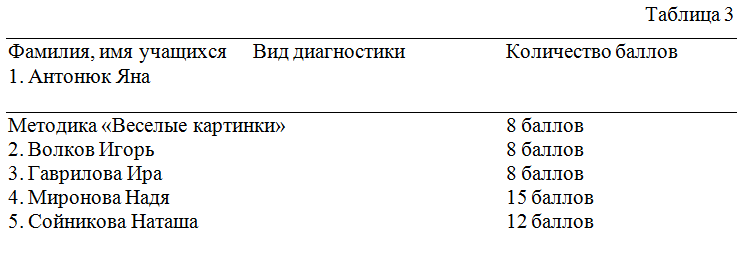 Таблица 3
Фамилия, имя учащихся Вид диагностики Количество баллов
1. Антонюк Яна
Методика «Веселые картинки» 8 баллов
2. Волков Игорь 8 баллов
3. Гаврилова Ира 8 баллов
4. Миронова Надя 15 баллов
5. Сойникова Наташа 12 баллов